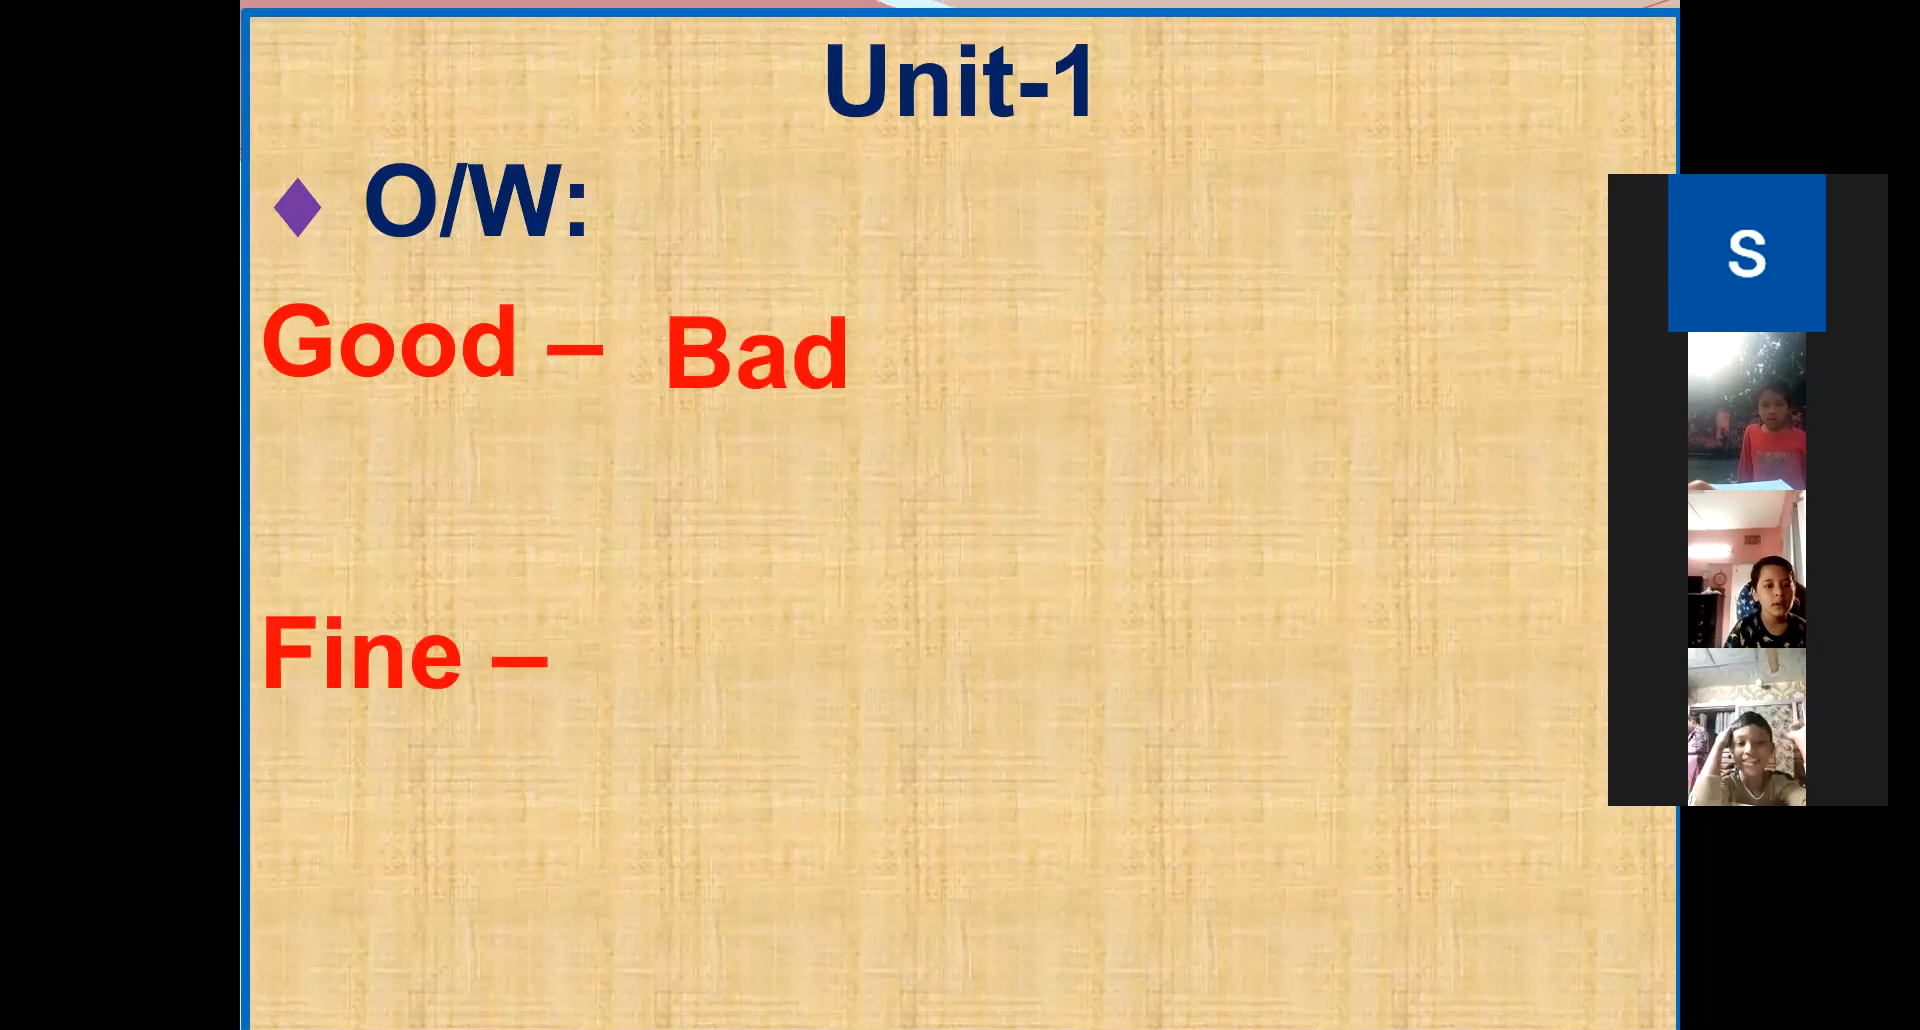 Unit-1
O/W:
Good – Bad
Fine –
S